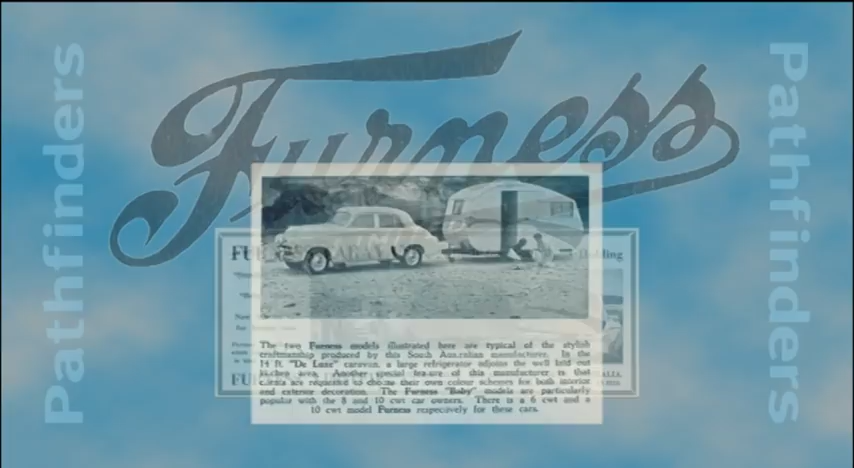 Pathfinders
Furness
Pathfinders
The two Furness models illustrated here are typical of the stylish
craftsmanship produced by this South Australian manufacturer. In the
14 ft. "De Luxe" caravan, a large refrigerator adjoins the well laid out
kitchen area. Another special feature of this manufacturer is that
clients are requested to choose their own colour schemes for both interior
and exterior decoration. The Furness "Baby" models are particularly
popular with the 8 and 10 cwt car owners. There is a 6 cwt and a
10 cwt model Furness respectively for these cars.